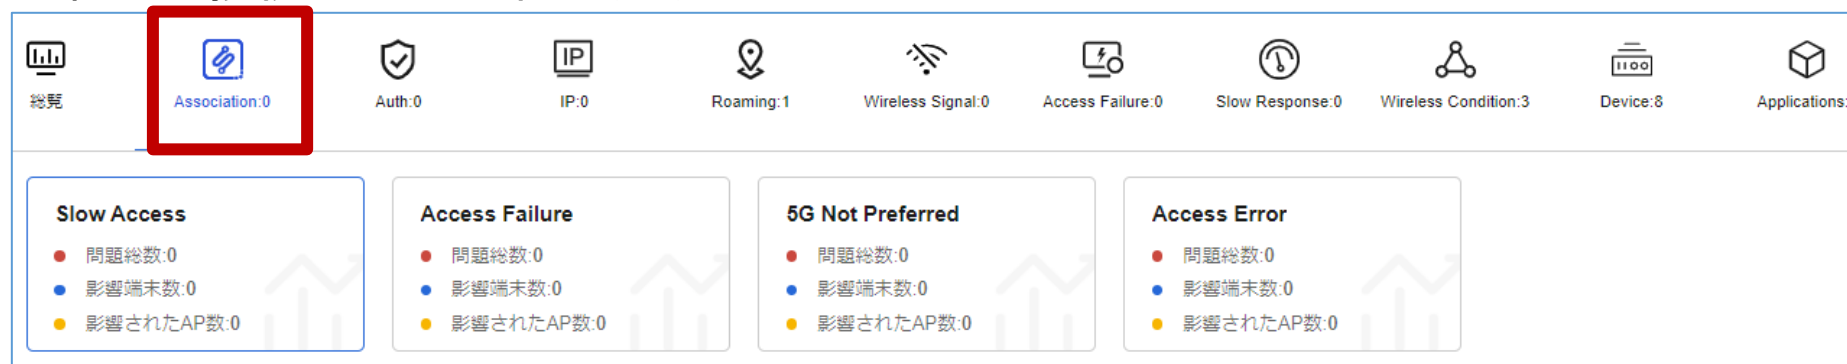 総覧
Association:0
Auth:0
IP
IP:0
Roaming:1
Wireless Signal:0
Access Failure:0
Slow Response:0
Wireless Condition:3
1100
Device:8
Applications:
Slow Access
問題総数:0
影響端末数:0
影響されたAP数:0
Access Failure
問題総数:0
影響端末数:0
影響されたAP数:0
5G Not Preferred
問題総数:0
影響端末数:0
影響されたAP数:0
Access Error
問題総数:0
影響端末数:0
影響されたAP数:0